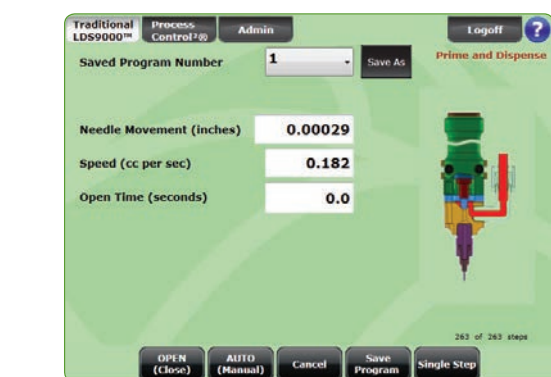 Traditional
LDS9000™
Process
Control²®
Admin
Logoff
?
Saved Program Number
1
Save As
Prime and Dispense
Needle Movement (inches)
0.00029
Speed (cc per sec)
0.182
Open Time (seconds)
0.0
263 of 263 steps
OPEN
(Close)
AUTO
(Manual)
Cancel
Save
Program
Single Step